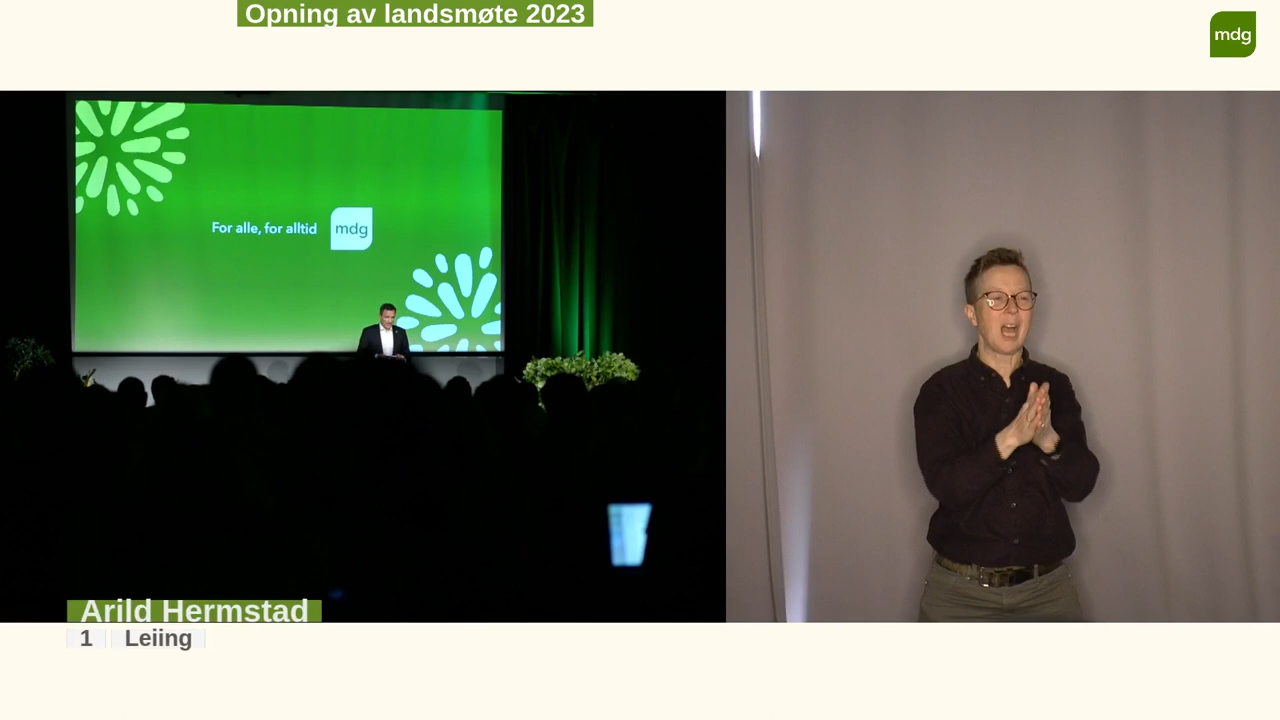 Opning av landsmøte 2023
mdg
For alle, for alltid mdg
Arild Hermstad
1 Leiing